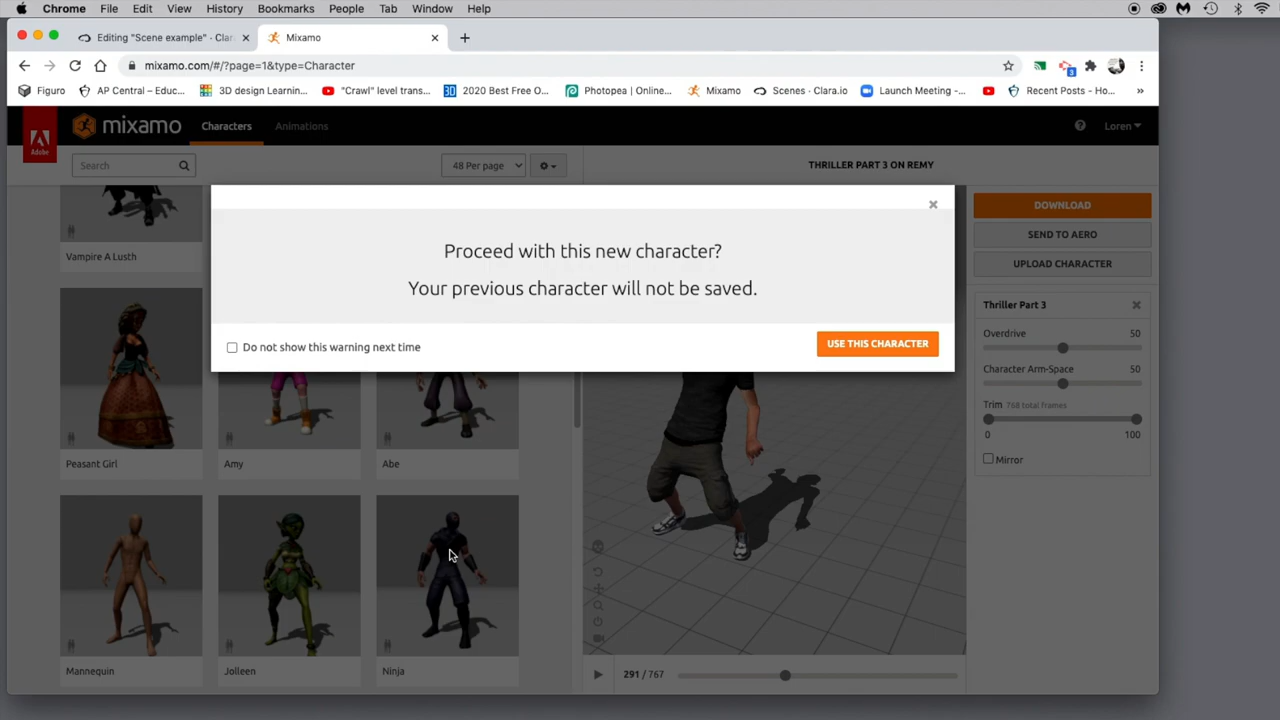 Chrome File Edit View History Bookmarks People Tab Window Help
Editing "Scene example" - Clar
Mixamo
mixamo.com/#/?page=1&type=Character
3
Figuro
AP Central – Educ...
3D design Learnin...
"Crawl" level trans...
2020 Best Free O...
Photopea | Online...
Mixamo
Scenes · Clara.io
Launch Meeting -...
Recent Posts - Ho...
»
Adobe
mixamo
Characters
Animations
Loren
Search
48 Per page
THRILLER PART 3 ON REMY
Proceed with this new character?
Your previous character will not be saved.
Do not show this warning next time
USE THIS CHARACTER
DOWNLOAD
SEND TO AERO
UPLOAD CHARACTER
Thriller Part 3
Overdrive 50
Character Arm-Space 50
Trim 768 total frames
0 100
Mirror
Vampire A Lusth
Peasant Girl
Amy
Abe
Mannequin
Jolleen
Ninja
291 / 767